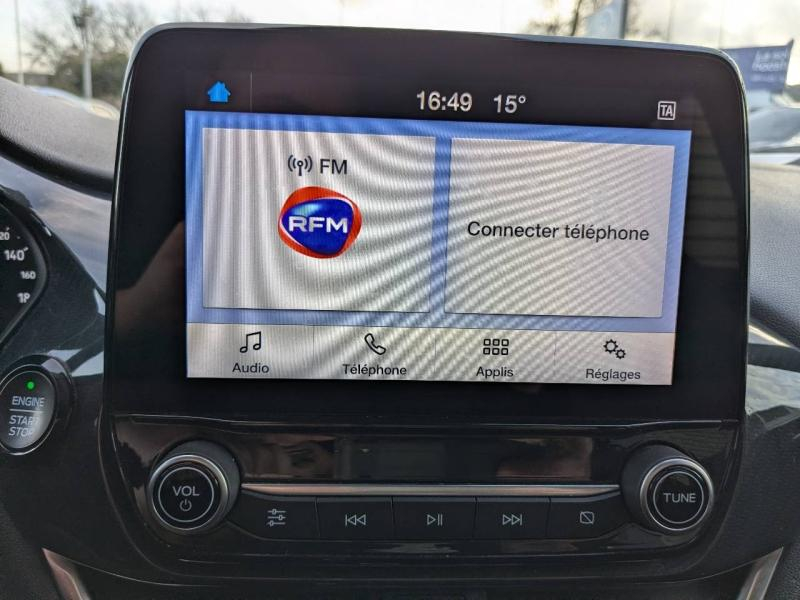 16:49 15°
TA
FM
RFM
Connecter téléphone
Audio
Téléphone
Applis
Réglages
140
160
ENGINE
START
STOP
VOL
TUNE